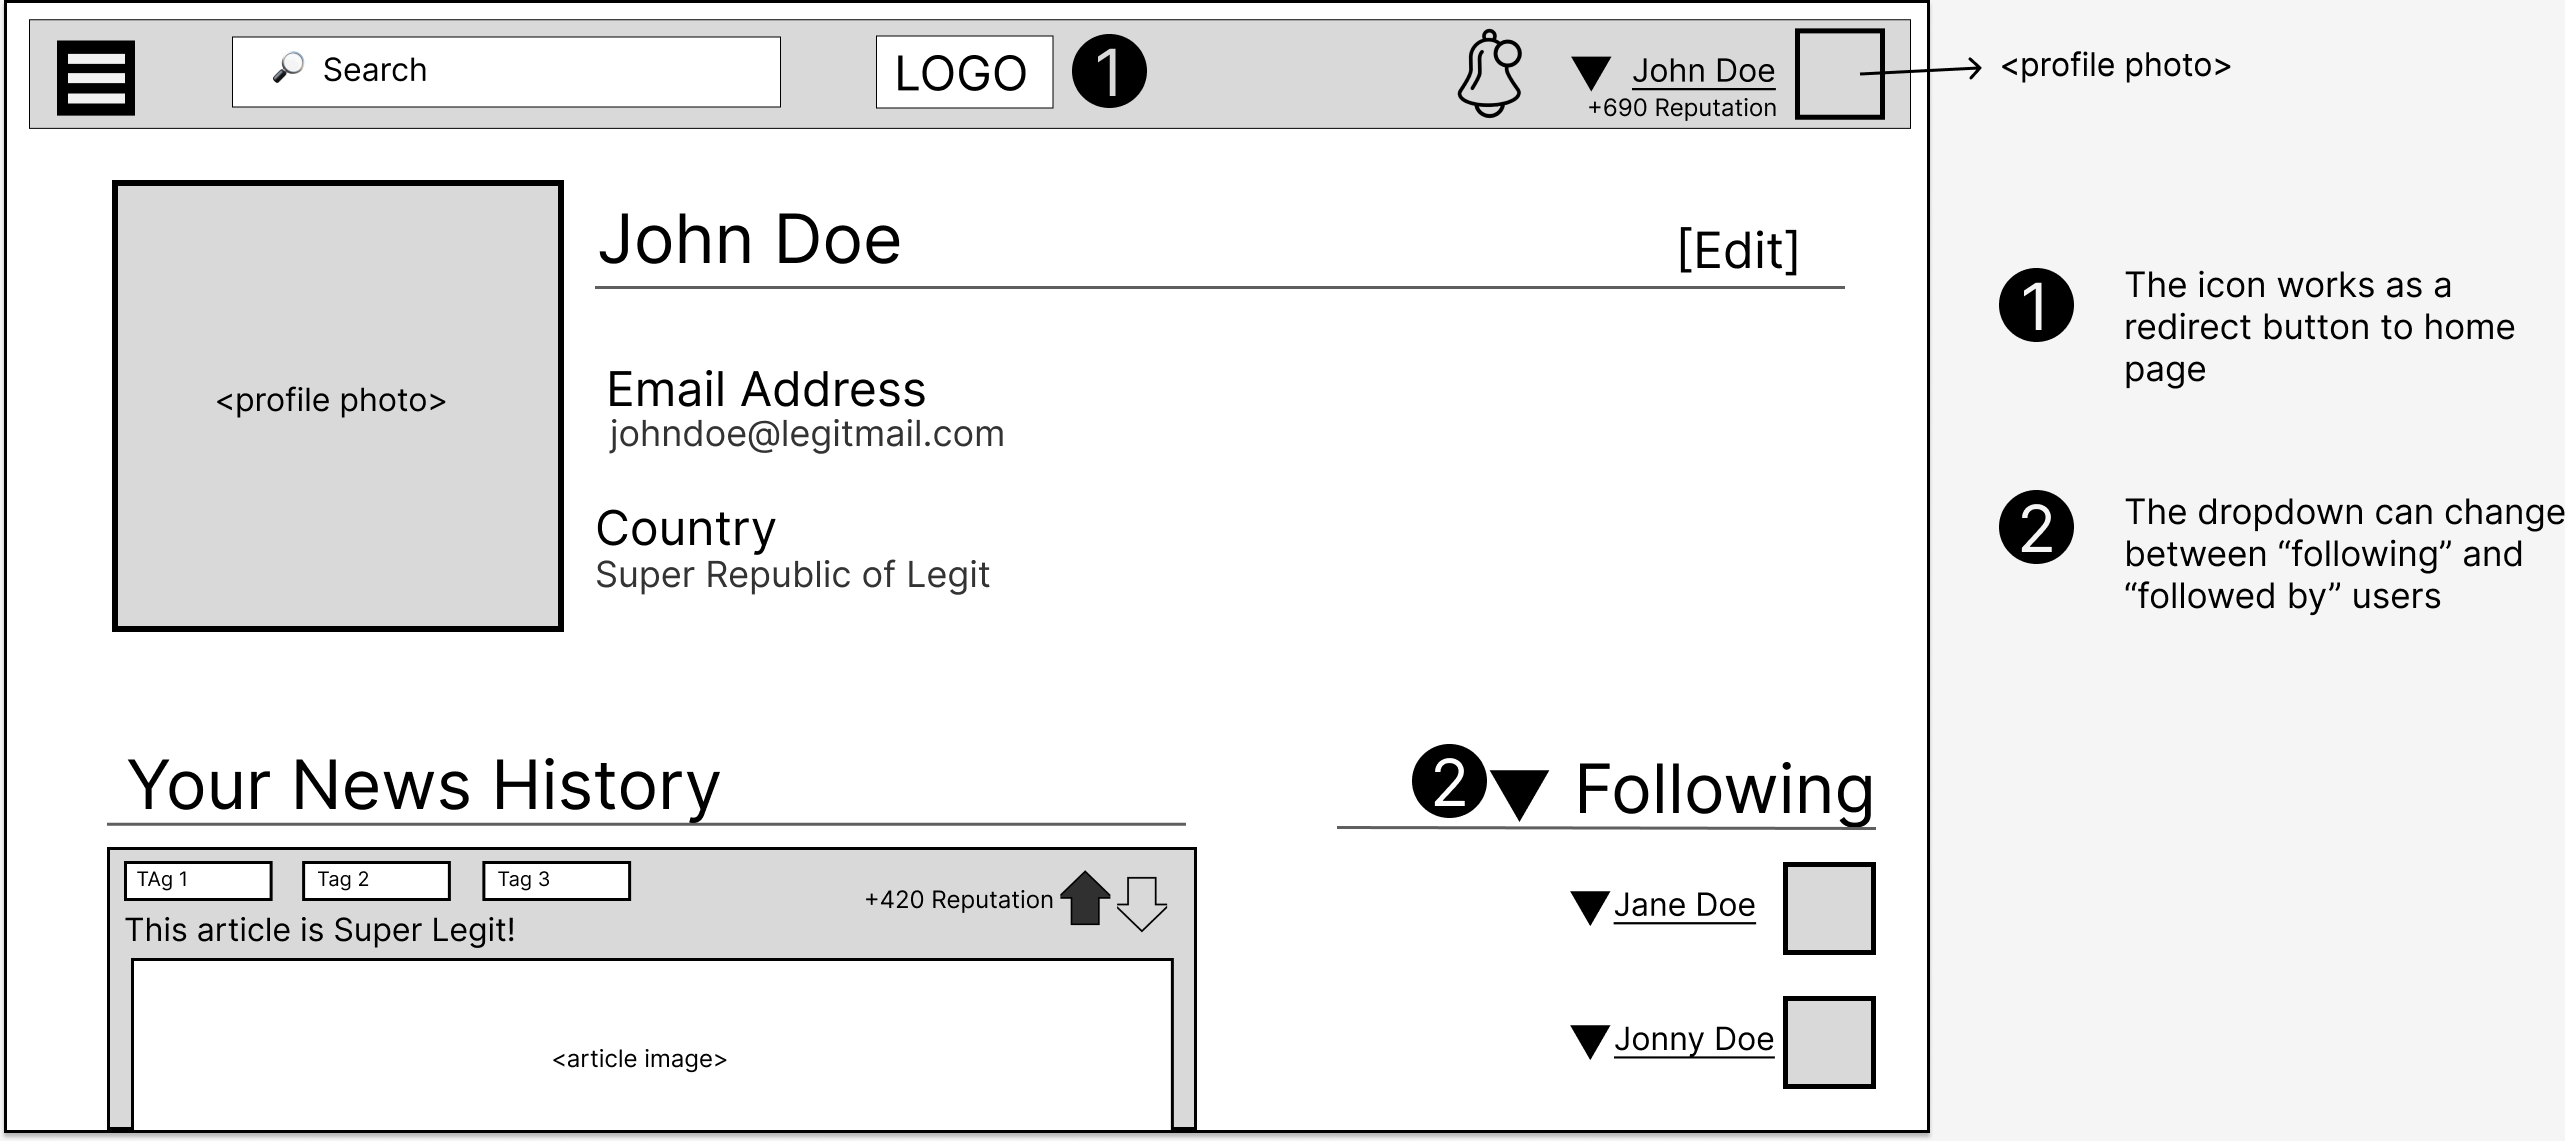 Search
LOGO
1
John Doe
+690 Reputation
<profile photo>
<profile photo>
John Doe
[Edit]
Email Address
johndoe@legitmail.com
Country
Super Republic of Legit
1
The icon works as a
redirect button to home
page
2
The dropdown can change
between “following” and
“followed by” users
Your News History
TAg 1
Tag 2
Tag 3
+420 Reputation
This article is Super Legit!
<article image>
2
Following
Jane Doe
Jonny Doe